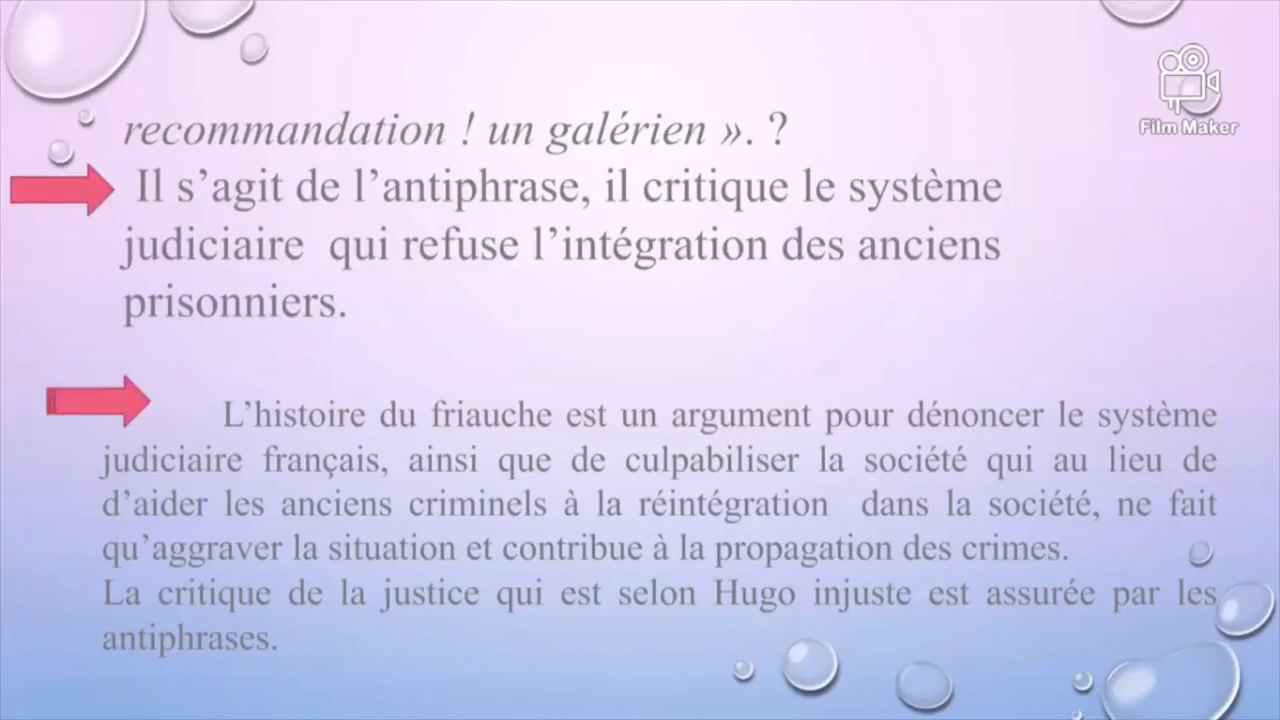 Film Maker
recommandation ! un galérien ». ?
Il s’agit de l’antiphrase, il critique le système
judiciaire qui refuse l’intégration des anciens
prisonniers.
L’histoire du friauche est un argument pour dénoncer le système
judiciaire français, ainsi que de culpabiliser la société qui au lieu de
d’aider les anciens criminels à la réintégration dans la société, ne fait
qu’aggraver la situation et contribue à la propagation des crimes.
La critique de la justice qui est selon Hugo injuste est assurée par les
antiphrases.